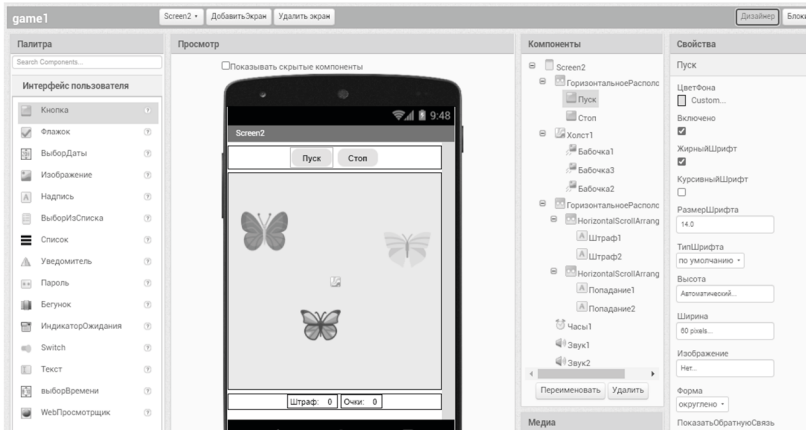 game1
Screen2
ДобавитьЭкран
Удалить экран
Дизайнер
Блоки
Палитра
Search Components...
Интерфейс пользователя
Кнопка
Флажок
ВыборДаты
Изображение
Надпись
ВыборИзСписка
Список
Уведомитель
Пароль
Бегунок
ИндикаторОжидания
Switch
Текст
выборВремени
WebПросмотрщик
Просмотр
Показывать скрытые компоненты
9:48
Screen2
Пуск
Стоп
Штраф: 0
Очки: 0
Компоненты
Screen2
ГоризонтальноеРасполс
Пуск
Стоп
Холст1
Бабочка1
Бабочка3
Бабочка2
ГоризонтальноеРасполс
HorizontalScrollArrang
Штраф1
Штраф2
HorizontalScrollArrang
Попадание1
Попадание2
Часы1
Звук1
Звук2
Переименовать
Удалить
Медиа
Свойства
Пуск
ЦветФона
Custom...
Включено
ЖирныйШрифт
КурсивныйШрифт
РазмерШрифта
14.0
ТипШрифта
по умолчанию
Высота
Автоматический...
Ширина
60 pixels...
Изображение
Нет...
Форма
округлено
ПоказатьОбратнуюСвязь